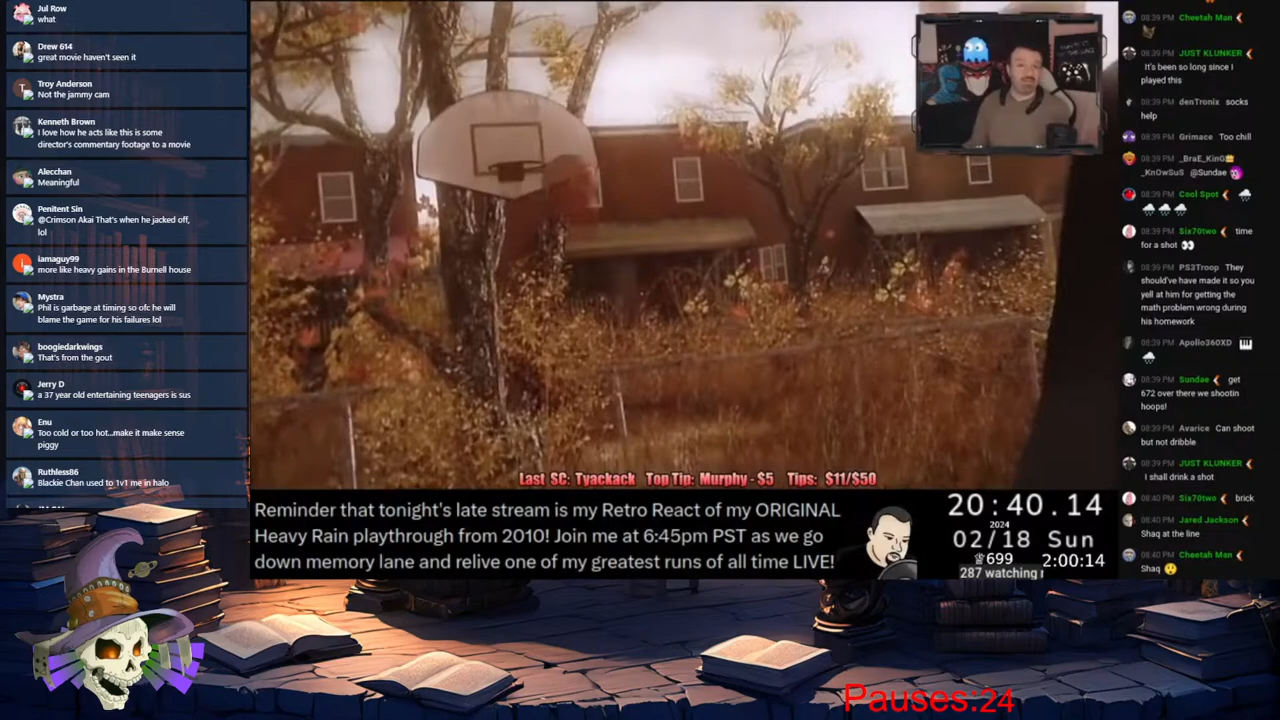 Jul Row
what
Drew 614
great movie haven't seen it
Troy Anderson
Not the jammy cam
Kenneth Brown
I love how he acts like this is some
director's commentary footage to a movie
Alecchan
Meaningful
Penitent Sin
@Crimson Akai That's when he jacked off,
lol
iamaguy99
more like heavy gains in the Burnell house
Mystra
Phil is garbage at timing so ofc he will
blame the game for his failures lol
boogiedarkwings
That's from the gout
Jerry D
a 37 year old entertaining teenagers is sus
Enu
Too cold or too hot...make it make sense
piggy
Ruthless86
Blackie Chan used to 1v1 me in halo
Last SC: Tyackack Top Tip: Murphy - $5 Tips: $11/$50
Reminder that tonight's late stream is my Retro React of my ORIGINAL
Heavy Rain playthrough from 2010! Join me at 6:45pm PST as we go
down memory lane and relive one of my greatest runs of all time LIVE!
20:40.14
2024
02/18 Sun
699
2:00:14
287 watching
08:39 PM Cheetah Man
08:39 PM JUST KLUNKER
It's been so long since I
played this
08:39 PM denTronix socks
help
08:39 PM Grimace Too chill
08:39 PM _BraE_KinG
_KnOwSuS @Sundae
08:39 PM Cool Spot
08:39 PM Six70two time
for a shot
08:39 PM PS3Troop They
should've have made it so you
yell at him for getting the
math problem wrong during
his homework
08:39 PM Apollo360XD
08:39 PM Sundae get
672 over there we shootin
hoops!
08:39 PM Avarice Can shoot
but not dribble
08:39 PM JUST KLUNKER
I shall drink a shot
08:40 PM Six70two brick
08:40 PM Jared Jackson
Shaq at the line
08:40 PM Cheetah Man
Shaq
Pauses:24